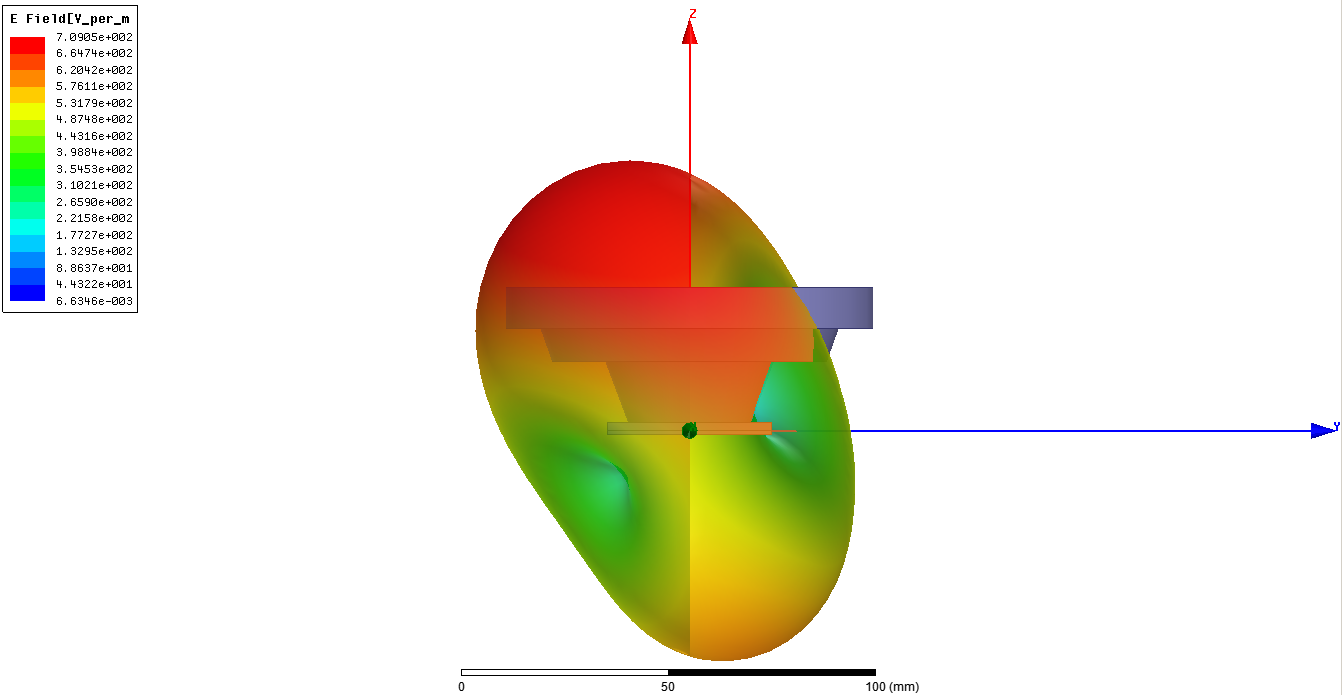 E Field[V_per_m
7.0905e+002
6.6474e+002
6.2042e+002
5.7611e+002
5.3179e+002
4.8748e+002
4.4316e+002
3.9884e+002
3.5453e+002
3.1021e+002
2.6590e+002
2.2158e+002
1.7727e+002
1.3295e+002
8.8637e+001
4.4322e+001
6.6346e-003
Z
Y
0 50 100 (mm)